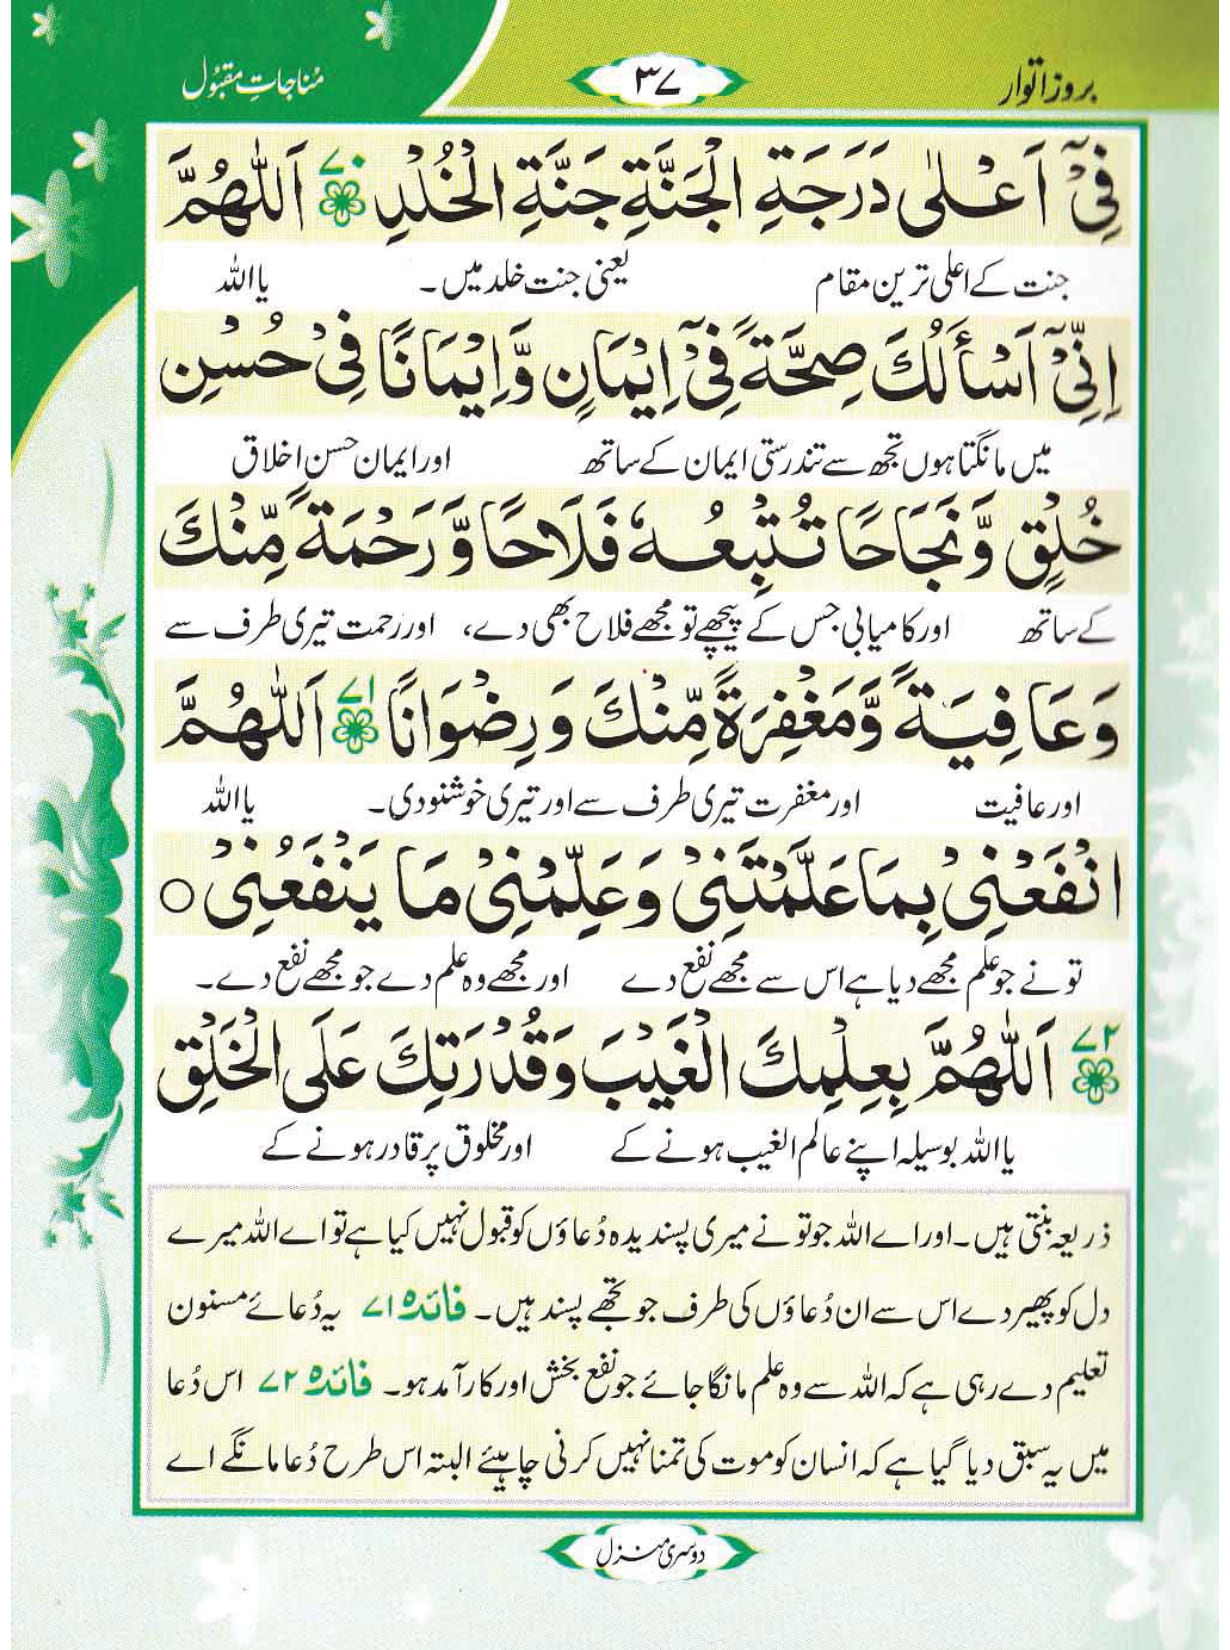 بروز اتوار
۳۷
مُناجاتِ مقبُول
فِیْۤ اَعْلٰی دَرَجَةِ الْجَنَّةِ جَنَّةِ الْخُلْدِ ۷۰ اَللّٰهُمَّ
جنت کے اعلی ترین مقام یعنی جنت خلد میں۔ یا اللہ
اِنِّیْۤ اَسْأَلُكَ صِحَّةً فِیْۤ اِیْمَانٍ وَّاِیْمَانًا فِیْ حُسْنِ
میں مانگتا ہوں تجھ سے تندرستی ایمان کے ساتھ اور ایمان حسن اخلاق
خُلُقٍ وَّنَجَاحًا تُتْبِعُهٗ فَلَاحًا وَّرَحْمَةً مِّنْكَ
کے ساتھ اور کامیابی جس کے پیچھے تو مجھے فلاح بھی دے، اور رحمت تیری طرف سے
وَعَافِیَةً وَّمَغْفِرَةً مِّنْكَ وَرِضْوَانًا ۷۱ اَللّٰهُمَّ
اور عافیت اور مغفرت تیری طرف سے اور تیری خوشنودی۔ یا اللہ
انْفَعْنِیْ بِمَا عَلَّمْتَنِیْ وَعَلِّمْنِیْ مَا یَنْفَعُنِیْ ○
تو نے جو علم مجھے دیا ہے اس سے مجھے نفع دے اور مجھے وہ علم دے جو مجھے نفع دے۔
۷۲ اَللّٰهُمَّ بِعِلْمِكَ الْغَیْبَ وَقُدْرَتِكَ عَلَی الْخَلْقِ
یا اللہ بوسیلہ اپنے عالم الغیب ہونے کے اور مخلوق پر قادر ہونے کے
ذریعہ بنتی ہیں۔ اور اے اللہ جو تو نے میری پسندیدہ دُعاؤں کو قبول نہیں کیا ہے تو اے اللہ میرے
دل کو پھیر دے اس سے ان دُعاؤں کی طرف جو تجھے پسند ہیں۔ فائدہ ۷۱ یہ دُعائے مسنون
تعلیم دے رہی ہے کہ اللہ سے وہ علم مانگا جائے جو نفع بخش اور کارآمد ہو۔ فائدہ ۷۲ اس دُعا
میں یہ سبق دیا گیا ہے کہ انسان کو موت کی تمنا نہیں کرنی چاہیئے البتہ اس طرح دُعا مانگے اے
دوسری منزل